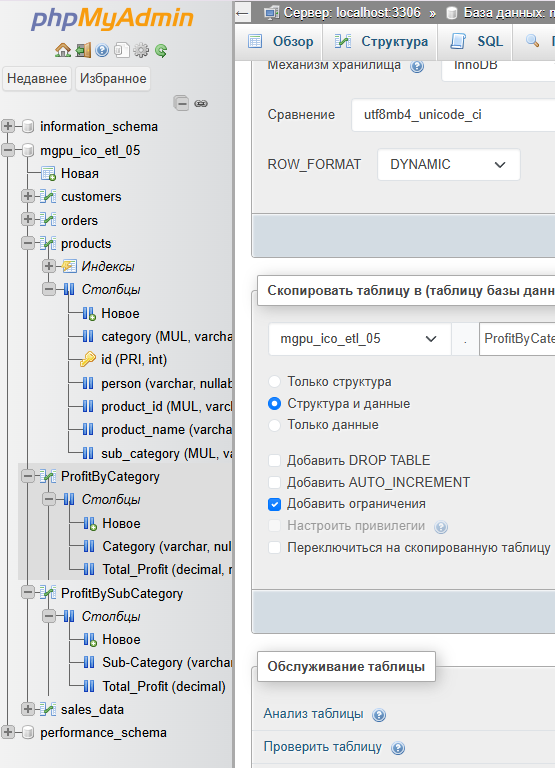 phpMyAdmin
Недавнее Избранное
information_schema
mgpu_ico_etl_05
Новая
customers
orders
products
Индексы
Столбцы
Новое
category (MUL, varcha
id (PRI, int)
person (varchar, nullab
product_id (MUL, varc
product_name (varcha
sub_category (MUL, va
ProfitByCategory
Столбцы
Новое
Category (varchar, nul
Total_Profit (decimal, n
ProfitBySubCategory
Столбцы
Новое
Sub-Category (varchar
Total_Profit (decimal)
sales_data
performance_schema
← Сервер: localhost:3306 » База данных: m
Обзор Структура SQL П
Механизм хранилища InnoDB
Сравнение utf8mb4_unicode_ci
ROW_FORMAT DYNAMIC
Скопировать таблицу в (таблицу базы данн
mgpu_ico_etl_05 . ProfitByCateg
Только структура
Структура и данные
Только данные
Добавить DROP TABLE
Добавить AUTO_INCREMENT
Добавить ограничения
Настроить привилегии
Переключиться на скопированную таблицу
Обслуживание таблицы
Анализ таблицы
Проверить таблицу